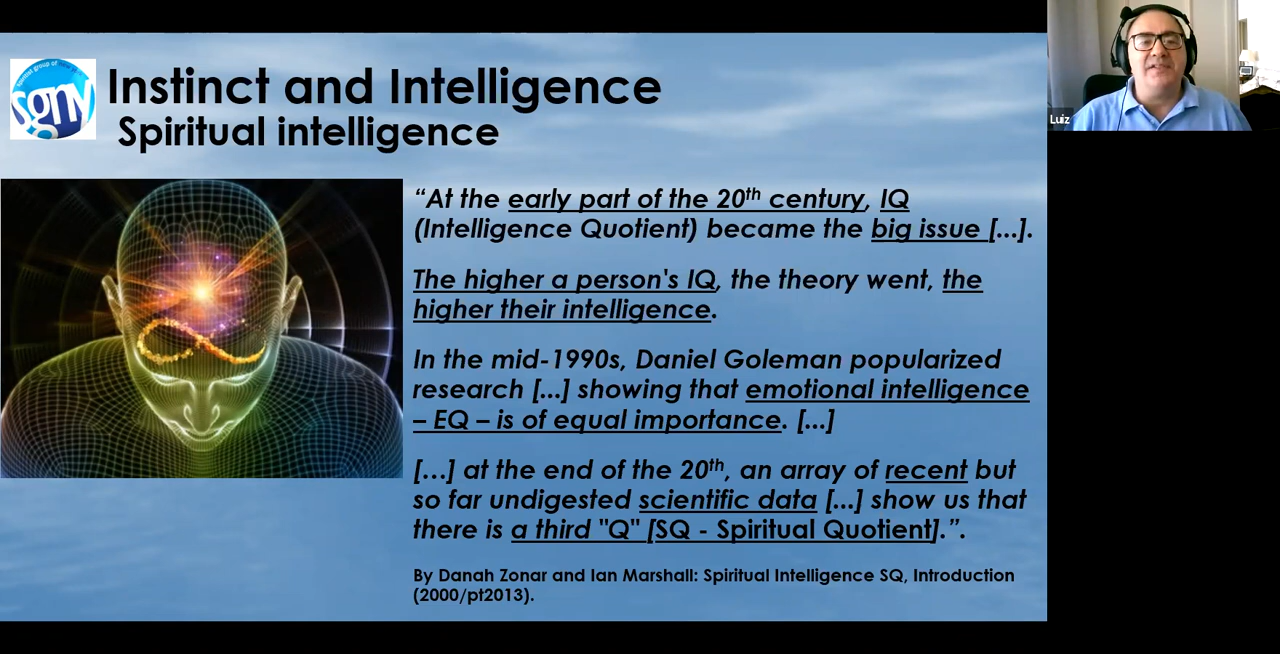 sgny
Instinct and Intelligence
Spiritual intelligence
“At the early part of the 20th century, IQ
(Intelligence Quotient) became the big issue [...].
The higher a person's IQ, the theory went, the
higher their intelligence.
In the mid-1990s, Daniel Goleman popularized
research [...] showing that emotional intelligence
– EQ – is of equal importance. [...]
[...] at the end of the 20th, an array of recent but
so far undigested scientific data [...] show us that
there is a third "Q" [SQ - Spiritual Quotient].”.
By Danah Zonar and Ian Marshall: Spiritual Intelligence SQ, Introduction
(2000/pt2013).
Luiz